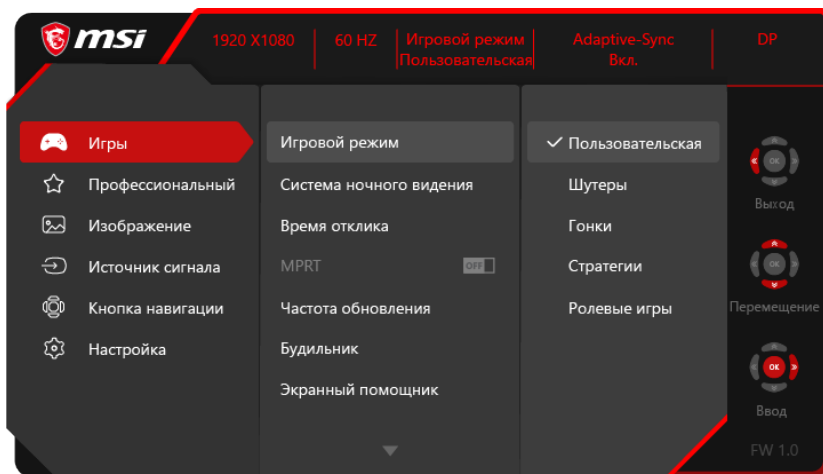 msi
1920 X1080
60 HZ
Игровой режим
Пользовательская
Adaptive-Sync
Вкл.
DP
Игры
Профессиональный
Изображение
Источник сигнала
Кнопка навигации
Настройка
Игровой режим
Система ночного видения
Время отклика
MPRT
OFF
Частота обновления
Будильник
Экранный помощник
Пользовательская
Шутеры
Гонки
Стратегии
Ролевые игры
OK
Выход
OK
Перемещение
OK
Ввод
FW 1.0